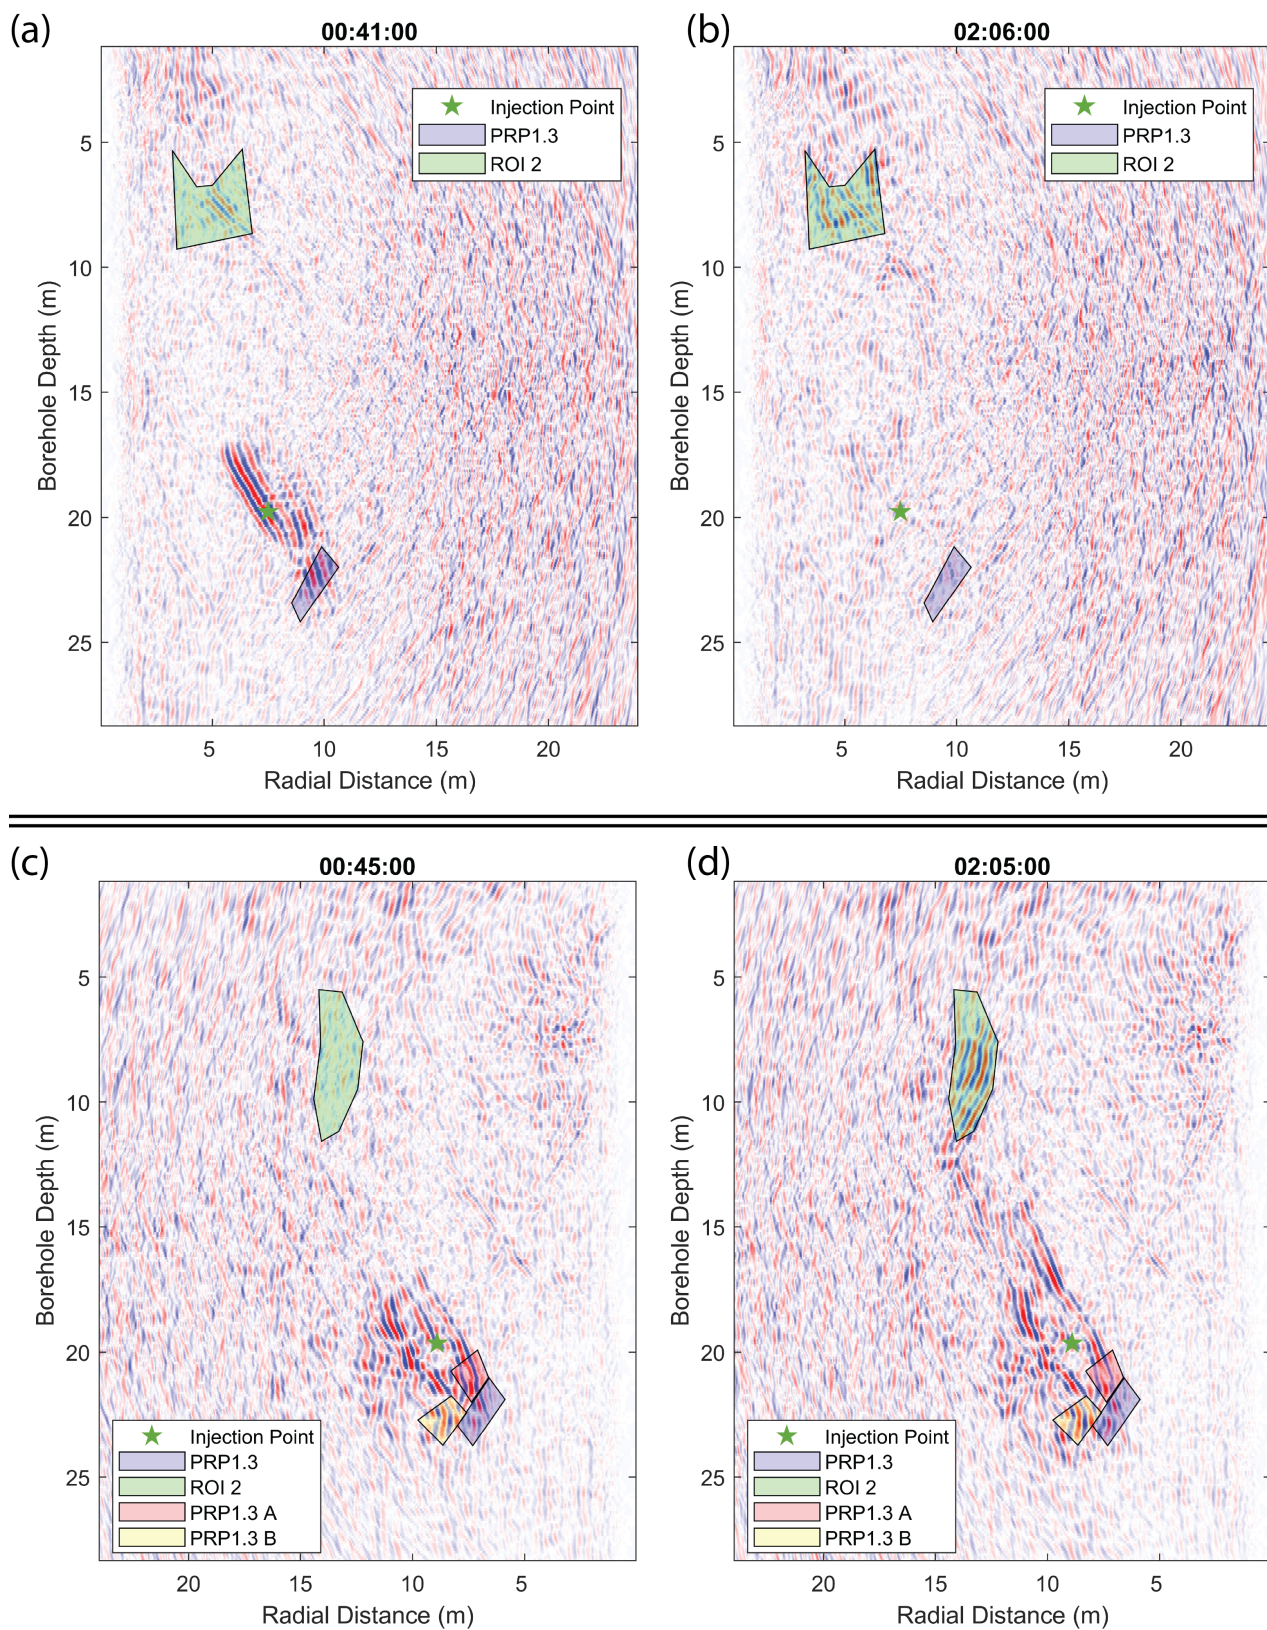 (a)
00:41:00
Injection Point
PRP1.3
ROI 2
5
10
15
20
25
Borehole Depth (m)
5
10
15
20
Radial Distance (m)
(b)
02:06:00
Injection Point
PRP1.3
ROI 2
5
10
15
20
25
Borehole Depth (m)
5
10
15
20
Radial Distance (m)
(c)
00:45:00
5
10
15
20
25
Borehole Depth (m)
Injection Point
PRP1.3
ROI 2
PRP1.3 A
PRP1.3 B
20
15
10
5
Radial Distance (m)
(d)
02:05:00
5
10
15
20
25
Borehole Depth (m)
Injection Point
PRP1.3
ROI 2
PRP1.3 A
PRP1.3 B
20
15
10
5
Radial Distance (m)